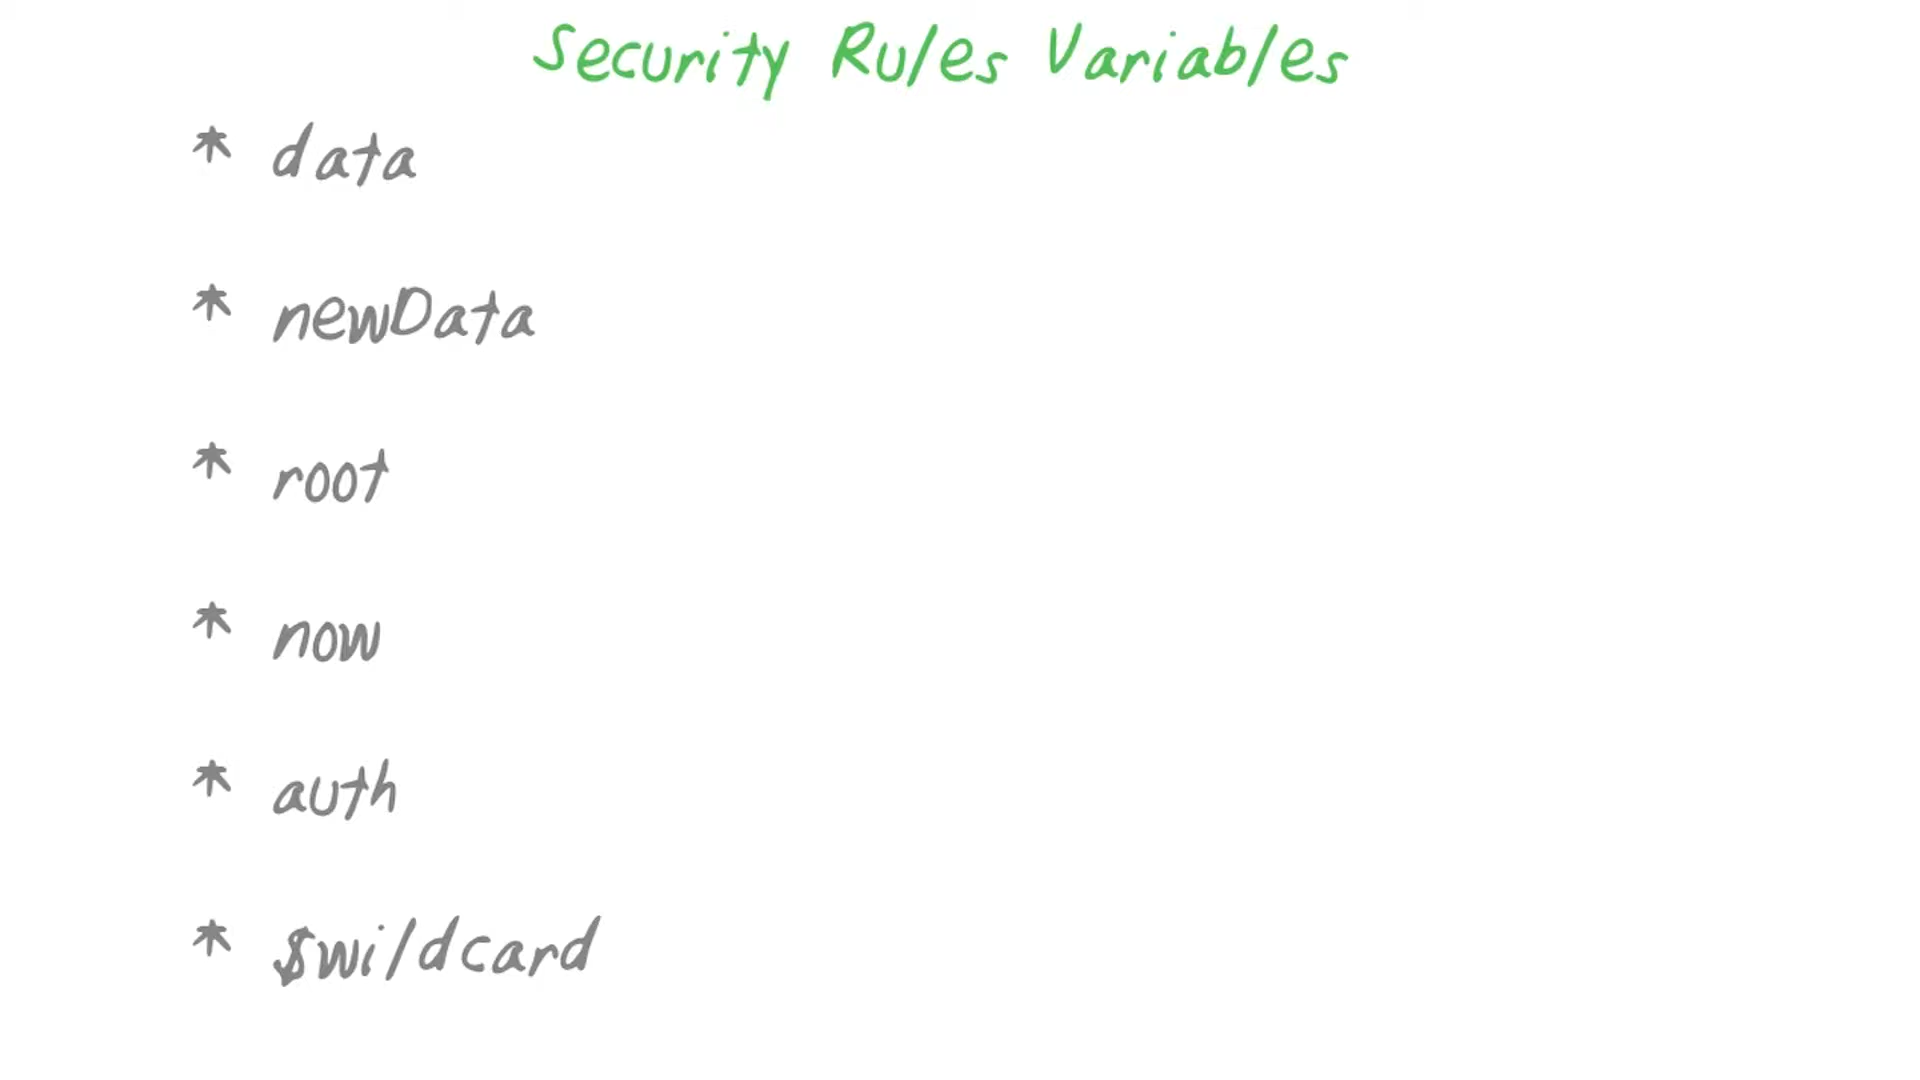 Security Rules Variables
* data
* newData
* root
* now
* auth
* $wildcard